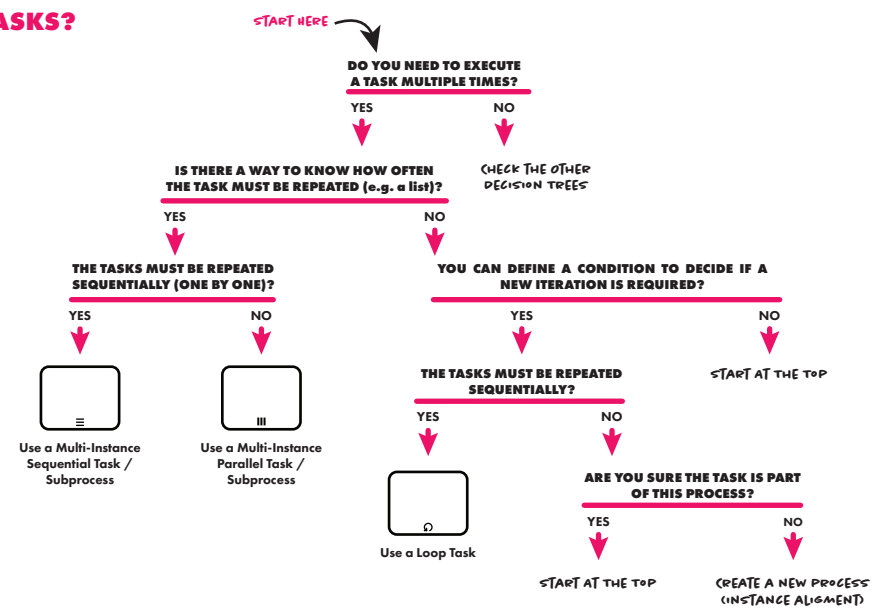 ASKS?
START HERE
DO YOU NEED TO EXECUTE
A TASK MULTIPLE TIMES?
YES
NO
IS THERE A WAY TO KNOW HOW OFTEN
THE TASK MUST BE REPEATED (e.g. a list)?
CHECK THE OTHER
DECISION TREES
YES
NO
THE TASKS MUST BE REPEATED
SEQUENTIALLY (ONE BY ONE)?
YOU CAN DEFINE A CONDITION TO DECIDE IF A
NEW ITERATION IS REQUIRED?
YES
NO
YES
NO
THE TASKS MUST BE REPEATED
SEQUENTIALLY?
START AT THE TOP
YES
NO
Use a Multi-Instance
Sequential Task /
Subprocess
Use a Multi-Instance
Parallel Task /
Subprocess
ARE YOU SURE THE TASK IS PART
OF THIS PROCESS?
YES
NO
Use a Loop Task
START AT THE TOP
CREATE A NEW PROCESS
(INSTANCE ALIGMENT)